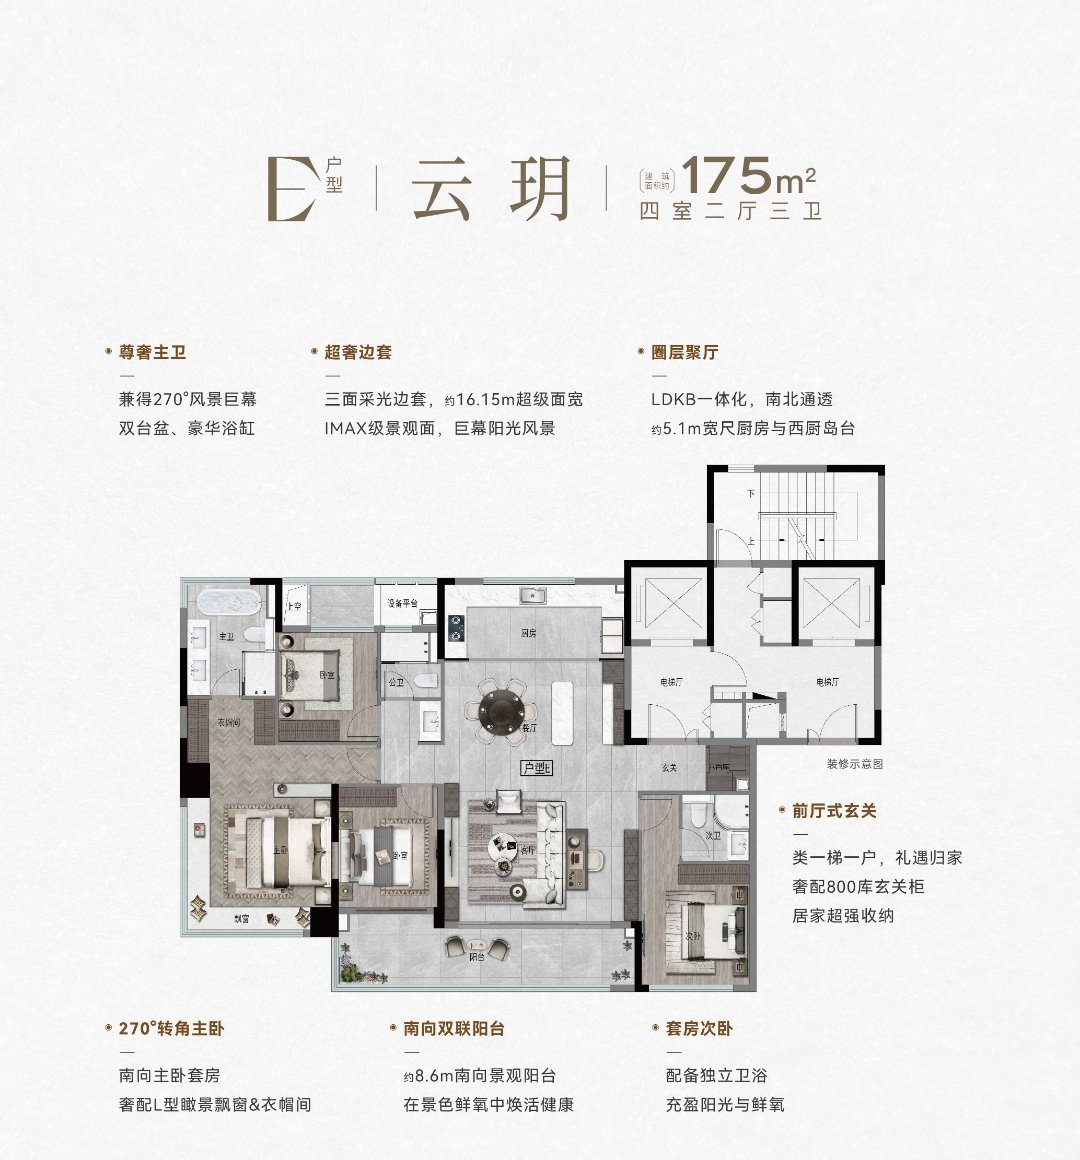 E户型
云玥
建筑面积约175m²
四室二厅三卫
尊奢主卫
兼得270°风景巨幕
双台盆、豪华浴缸
超奢边套
三面采光边套，约16.15m超级面宽
IMAX级景观面，巨幕阳光风景
圈层聚厅
LDKB一体化，南北通透
约5.1m宽尺厨房与西厨岛台
下
上
上空
设备平台
主卫
厨房
卧室
公卫
电梯厅
电梯厅
衣帽间
餐厅
户型E
玄关
装修示意图
主卧
卧室
客厅
次卫
飘窗
阳台
次卧
前厅式玄关
类一梯一户，礼遇归家
奢配800库玄关柜
居家超强收纳
270°转角主卧
南向主卧套房
奢配L型瞰景飘窗&衣帽间
南向双联阳台
约8.6m南向景观阳台
在景色鲜氧中焕活健康
套房次卧
配备独立卫浴
充盈阳光与鲜氧